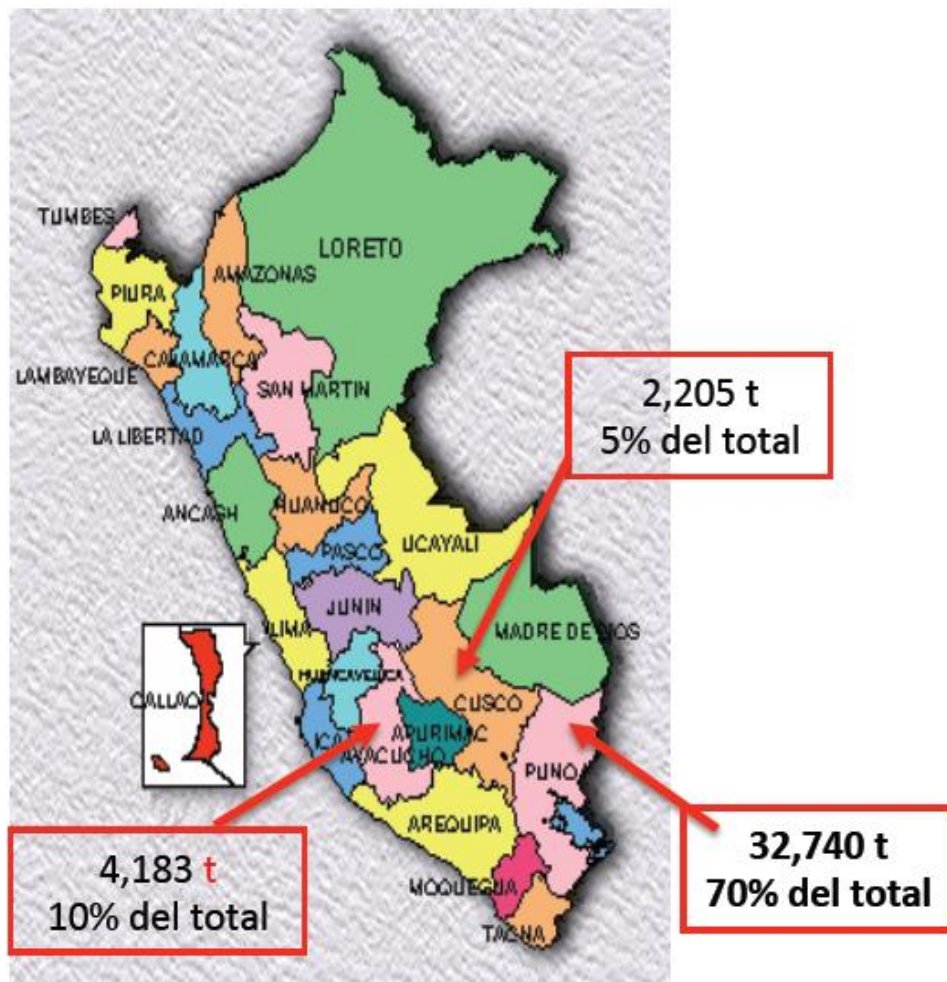 TUMBES
LORETO
AMAZONAS
PIURA
CAJAMARCA
LAMBAYEQUE
SAN MARTIN
2,205 t
5% del total
LA LIBERTAD
HUANUCO
ANCASH
UCAYALI
PASCO
JUNIN
LIMA
MADRE DE DIOS
HUANCAVELICA
CALLAO
CUSCO
APURIMAC
ICA
AYACUCHO
PUNO
AREQUIPA
4,183 t
10% del total
32,740 t
70% del total
MOQUEGUA
TACNA